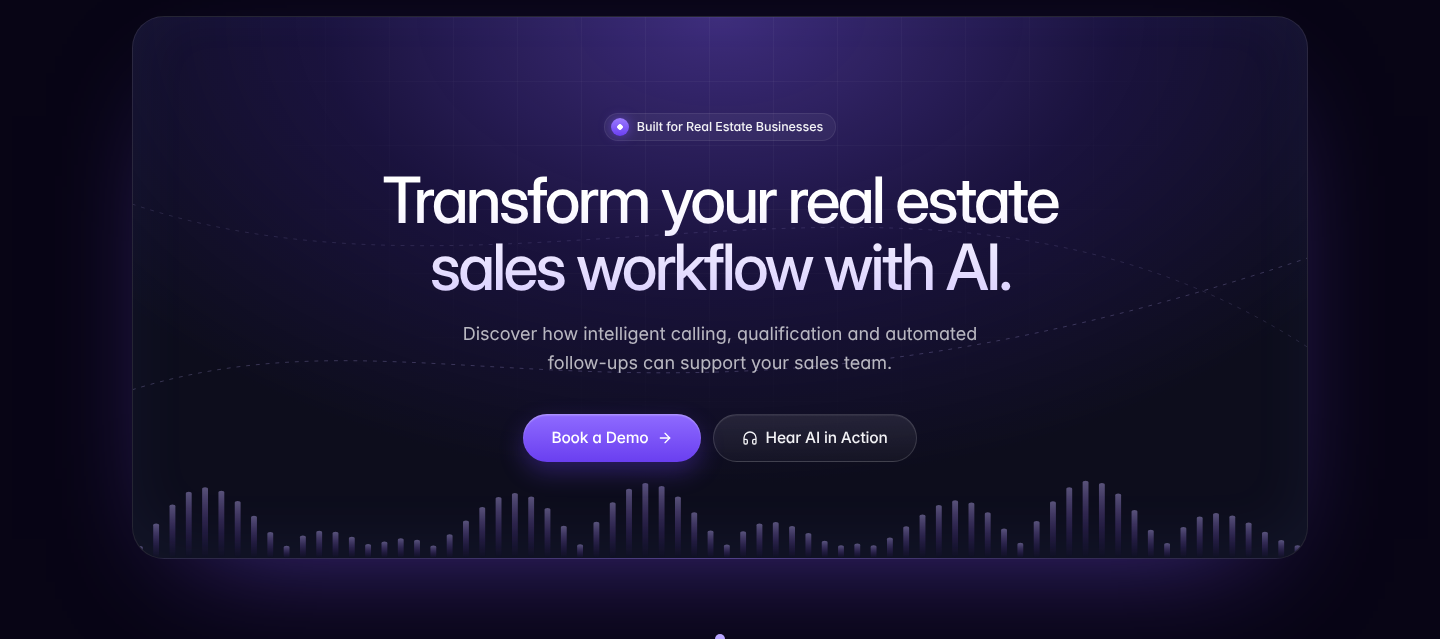 Built for Real Estate Businesses
Transform your real estate
sales workflow with AI.
Discover how intelligent calling, qualification and automated
follow-ups can support your sales team.
Book a Demo
Hear AI in Action